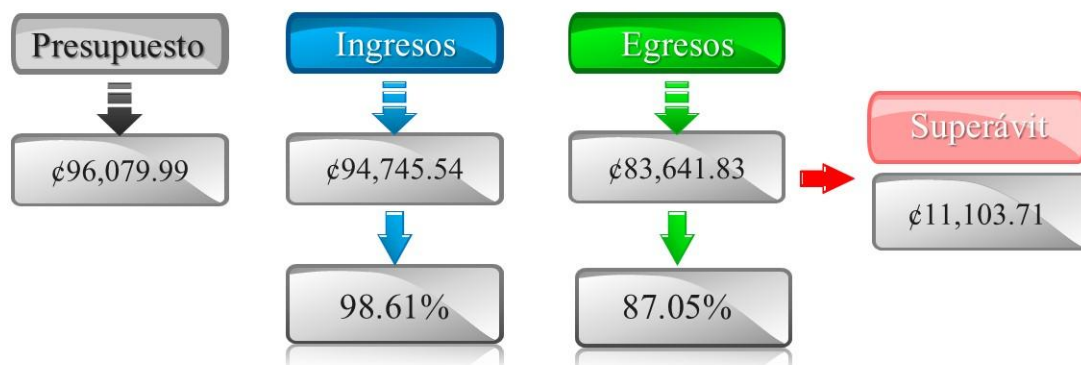 Presupuesto
Ingresos
Egresos
Superávit
¢96,079.99
¢94,745.54
¢83,641.83
¢11,103.71
98.61%
87.05%